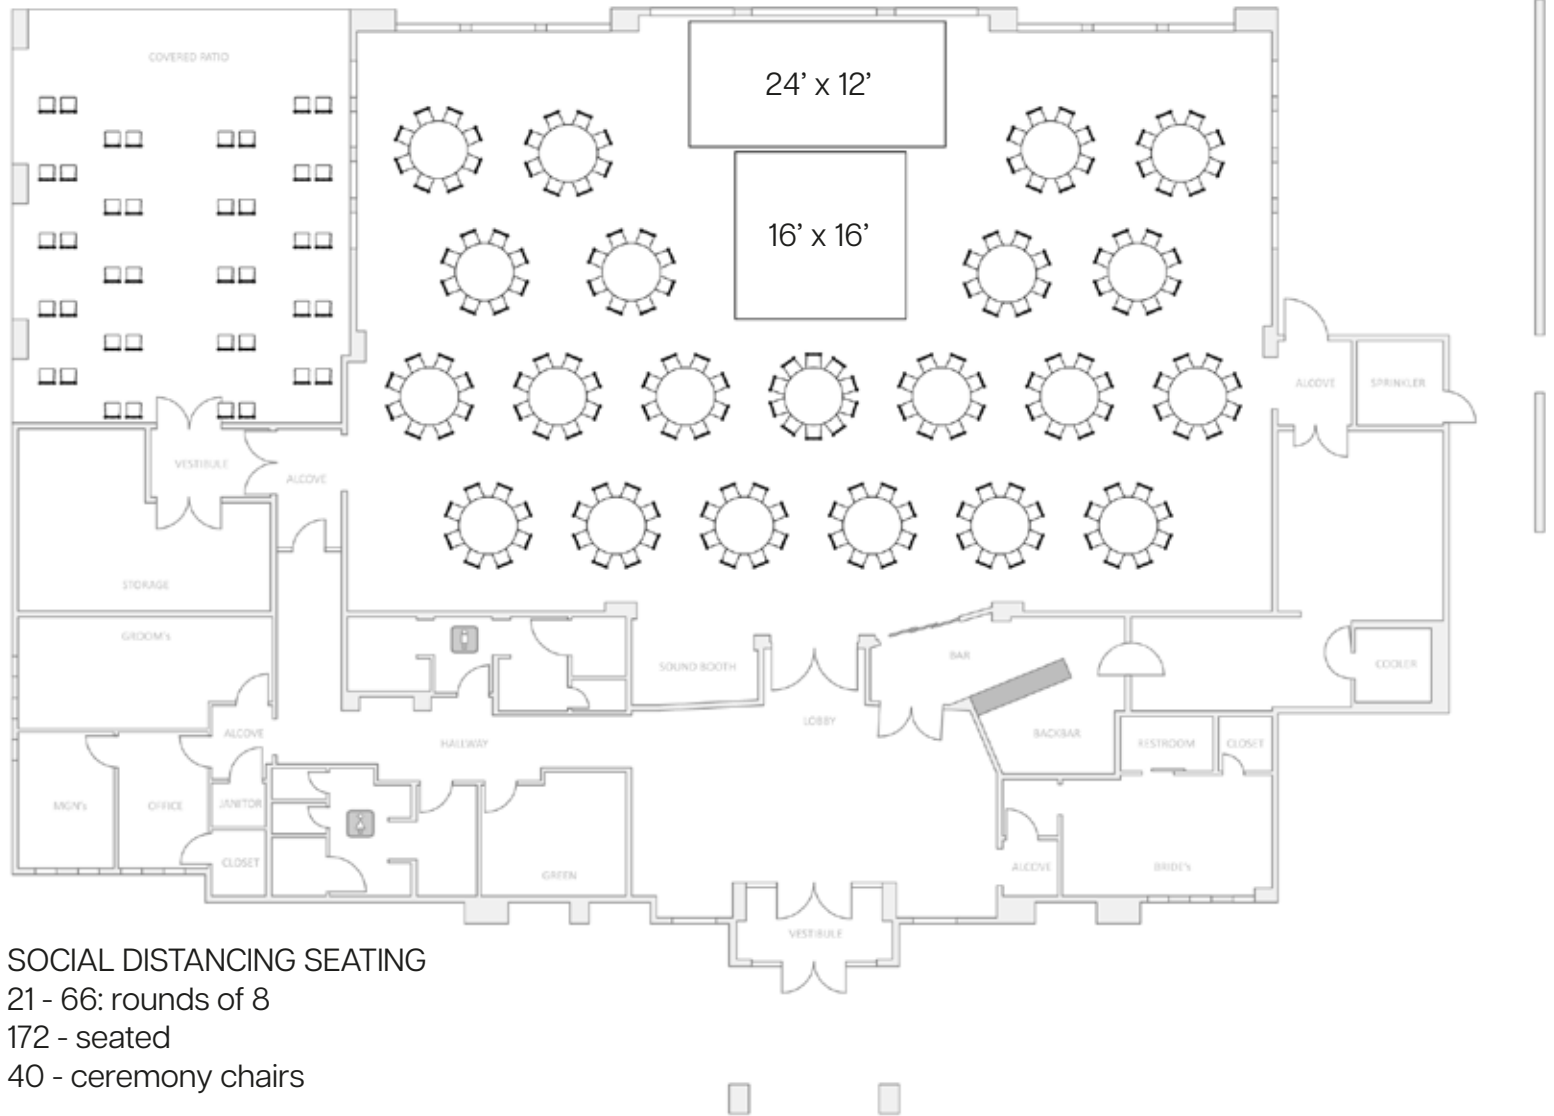 COVERED PATIO
24’ x 12’
16’ x 16’
ALCOVE
SPRINKLER
VESTIBULE
ALCOVE
STORAGE
GROOM's
SOUND BOOTH
BAR
COOLER
LOBBY
ALCOVE
HALLWAY
BACKBAR
RESTROOM
CLOSET
MGN's
OFFICE
JANITOR
CLOSET
GREEN
ALCOVE
BRIDE's
VESTIBULE
SOCIAL DISTANCING SEATING
21 - 66: rounds of 8
172 - seated
40 - ceremony chairs